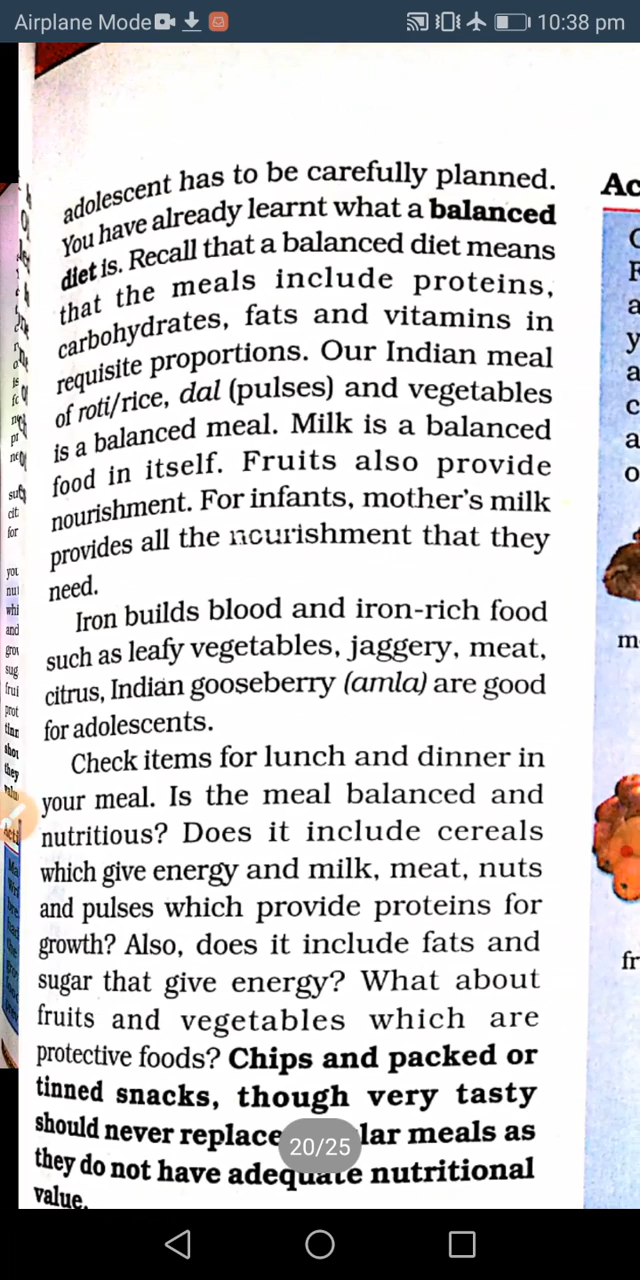 Airplane Mode 10:38 pm
adolescent has to be carefully planned.
You have already learnt what a balanced
diet is. Recall that a balanced diet means
that the meals include proteins,
carbohydrates, fats and vitamins in
requisite proportions. Our Indian meal
of roti/rice, dal (pulses) and vegetables
is a balanced meal. Milk is a balanced
food in itself. Fruits also provide
nourishment. For infants, mother's milk
provides all the nourishment that they
need.
Iron builds blood and iron-rich food
such as leafy vegetables, jaggery, meat,
citrus, Indian gooseberry (amla) are good
for adolescents.
Check items for lunch and dinner in
your meal. Is the meal balanced and
nutritious? Does it include cereals
which give energy and milk, meat, nuts
and pulses which provide proteins for
growth? Also, does it include fats and
sugar that give energy? What about
fruits and vegetables which are
protective foods? Chips and packed or
tinned snacks, though very tasty
should never replace lar meals as
they do not have adequate nutritional
value.
20/25